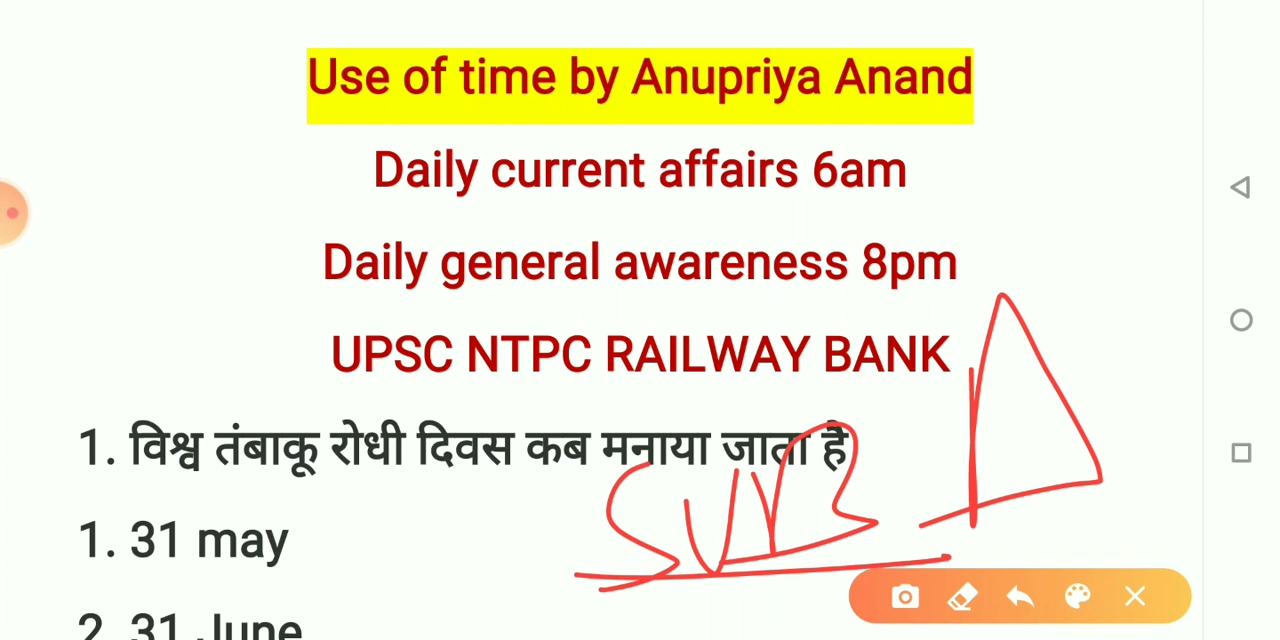 Use of time by Anupriya Anand
Daily current affairs 6am
Daily general awareness 8pm
UPSC NTPC RAILWAY BANK
1. विश्व तंबाकू रोधी दिवस कब मनाया जाता है
SUB
1. 31 may
2. 31 June